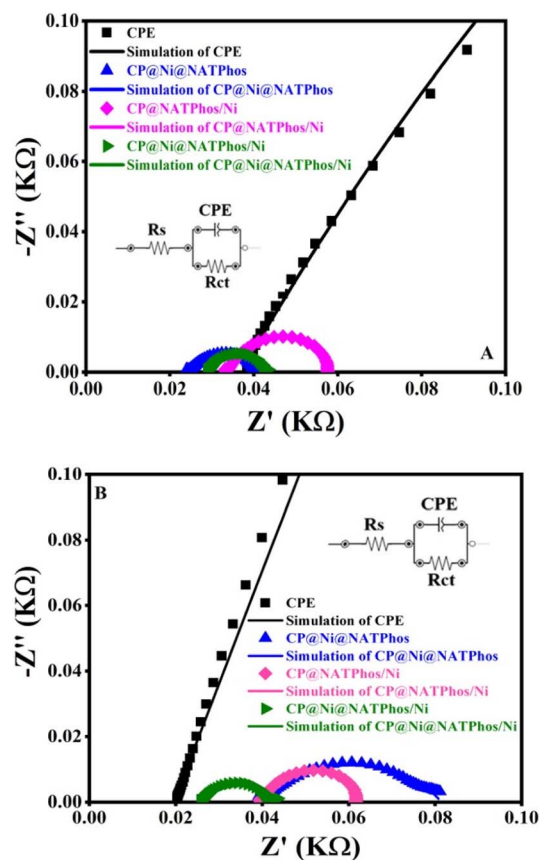 0.10
0.08
0.06
0.04
0.02
0.00
-Z'' (KΩ)
CPE
Simulation of CPE
CP@Ni@NATPhos
Simulation of CP@Ni@NATPhos
CP@NATPhos/Ni
Simulation of CP@NATPhos/Ni
CP@Ni@NATPhos/Ni
Simulation of CP@Ni@NATPhos/Ni
CPE
Rs
Rct
A
0.00 0.02 0.04 0.06 0.08 0.10
Z' (KΩ)
B
0.10
0.08
0.06
0.04
0.02
0.00
-Z'' (KΩ)
CPE
Rs
Rct
CPE
Simulation of CPE
CP@Ni@NATPhos
Simulation of CP@Ni@NATPhos
CP@NATPhos/Ni
Simulation of CP@NATPhos/Ni
CP@Ni@NATPhos/Ni
Simulation of CP@Ni@NATPhos/Ni
0.00 0.02 0.04 0.06 0.08 0.10
Z' (KΩ)